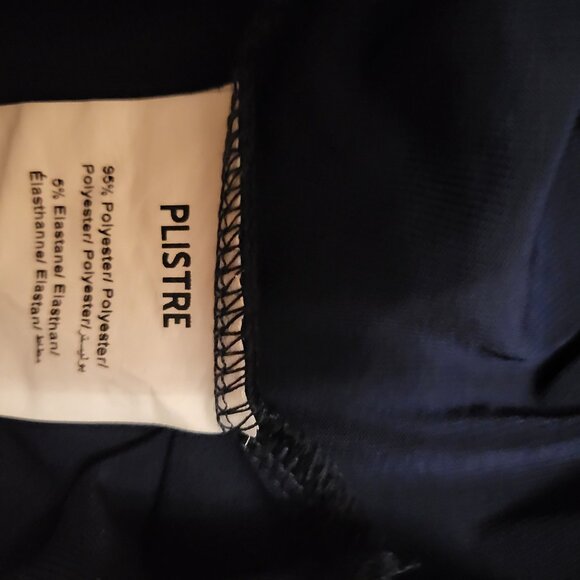 PLISTRE
95% Polyester/ Polyester/
Polyester/ Polyester/ بوليستر/
5% Elastane/ Elasthan/
Élasthanne/ Elastan/ مطاط/